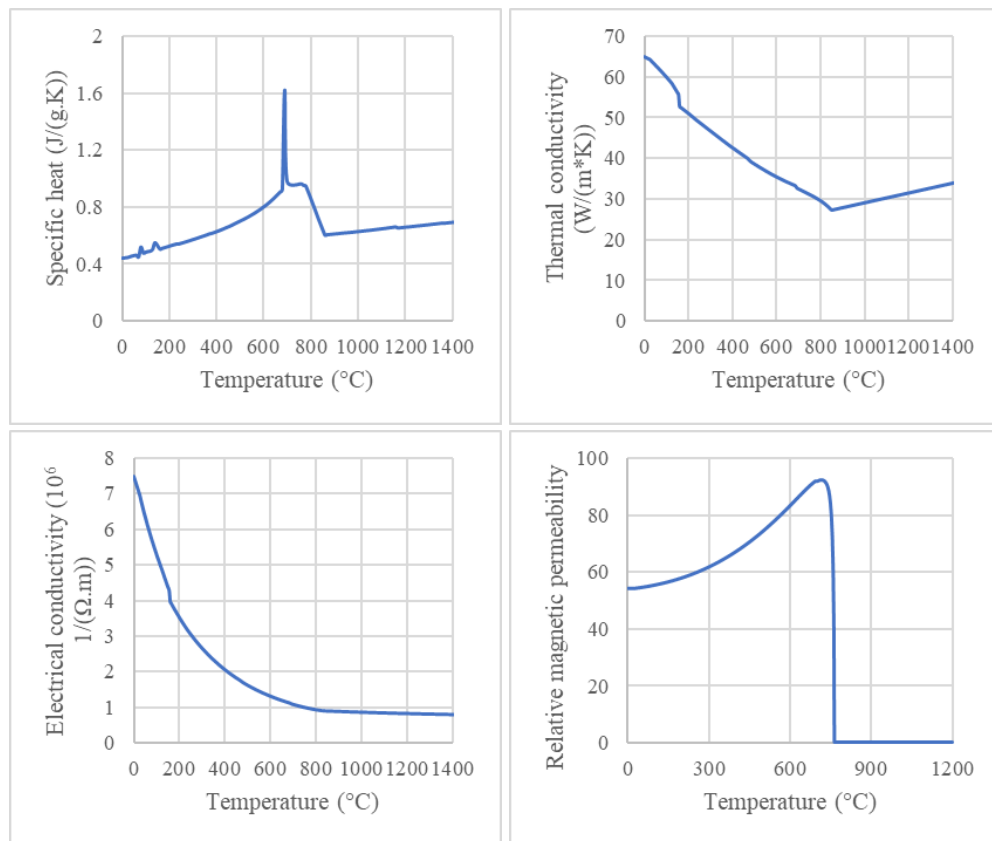 2
1.6
1.2
0.8
0.4
0
Specific heat (J/(g.K))
0 200 400 600 800 1000 1200 1400
Temperature (°C)
70
60
50
40
30
20
10
0
Thermal conductivity
(W/(m*K))
0 200 400 600 800 1000 1200 1400
Temperature (°C)
8
7
6
5
4
3
2
1
0
Electrical conductivity (10⁶
1/(Ω.m))
0 200 400 600 800 1000 1200 1400
Temperature (°C)
100
80
60
40
20
0
Relative magnetic permeability
0 300 600 900 1200
Temperature (°C)